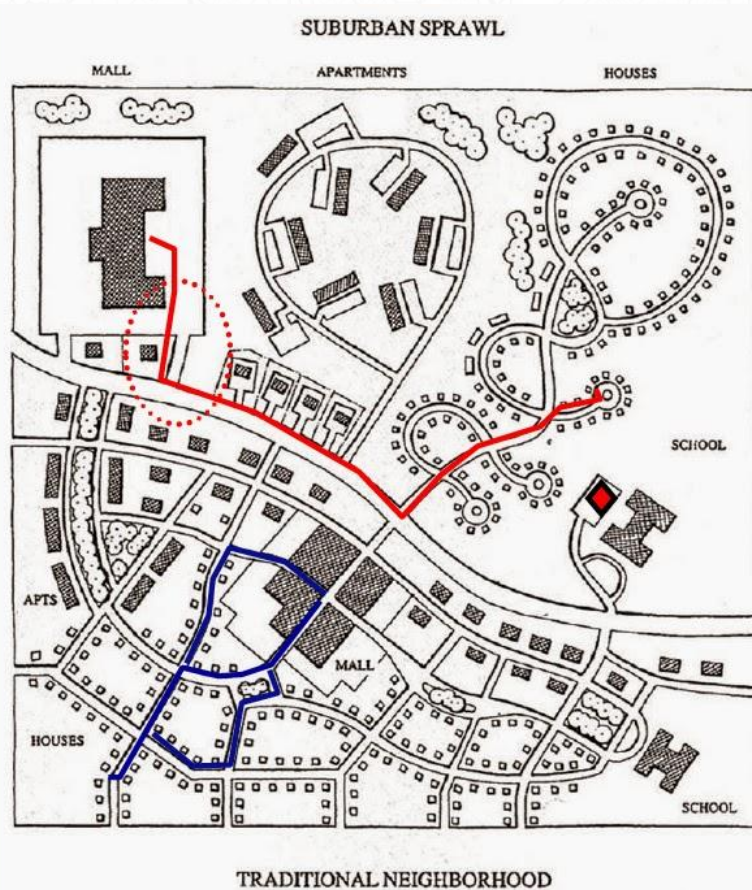 SUBURBAN SPRAWL
MALL APARTMENTS HOUSES
SCHOOL
APTS
MALL
HOUSES
SCHOOL
TRADITIONAL NEIGHBORHOOD